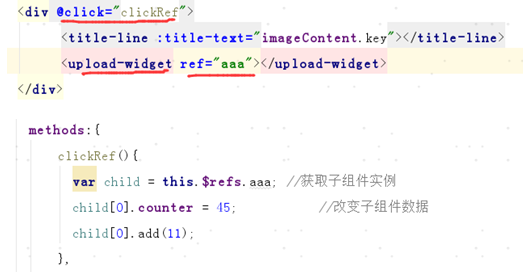 <div @click="clickRef">
<title-line :title-text="imageContent.key"></title-line>
<upload-widget ref="aaa"></upload-widget>
</div>
methods:{
clickRef(){
var child = this.$refs.aaa; //获取子组件实例
child[0].counter = 45; //改变子组件数据
child[0].add(11);
},